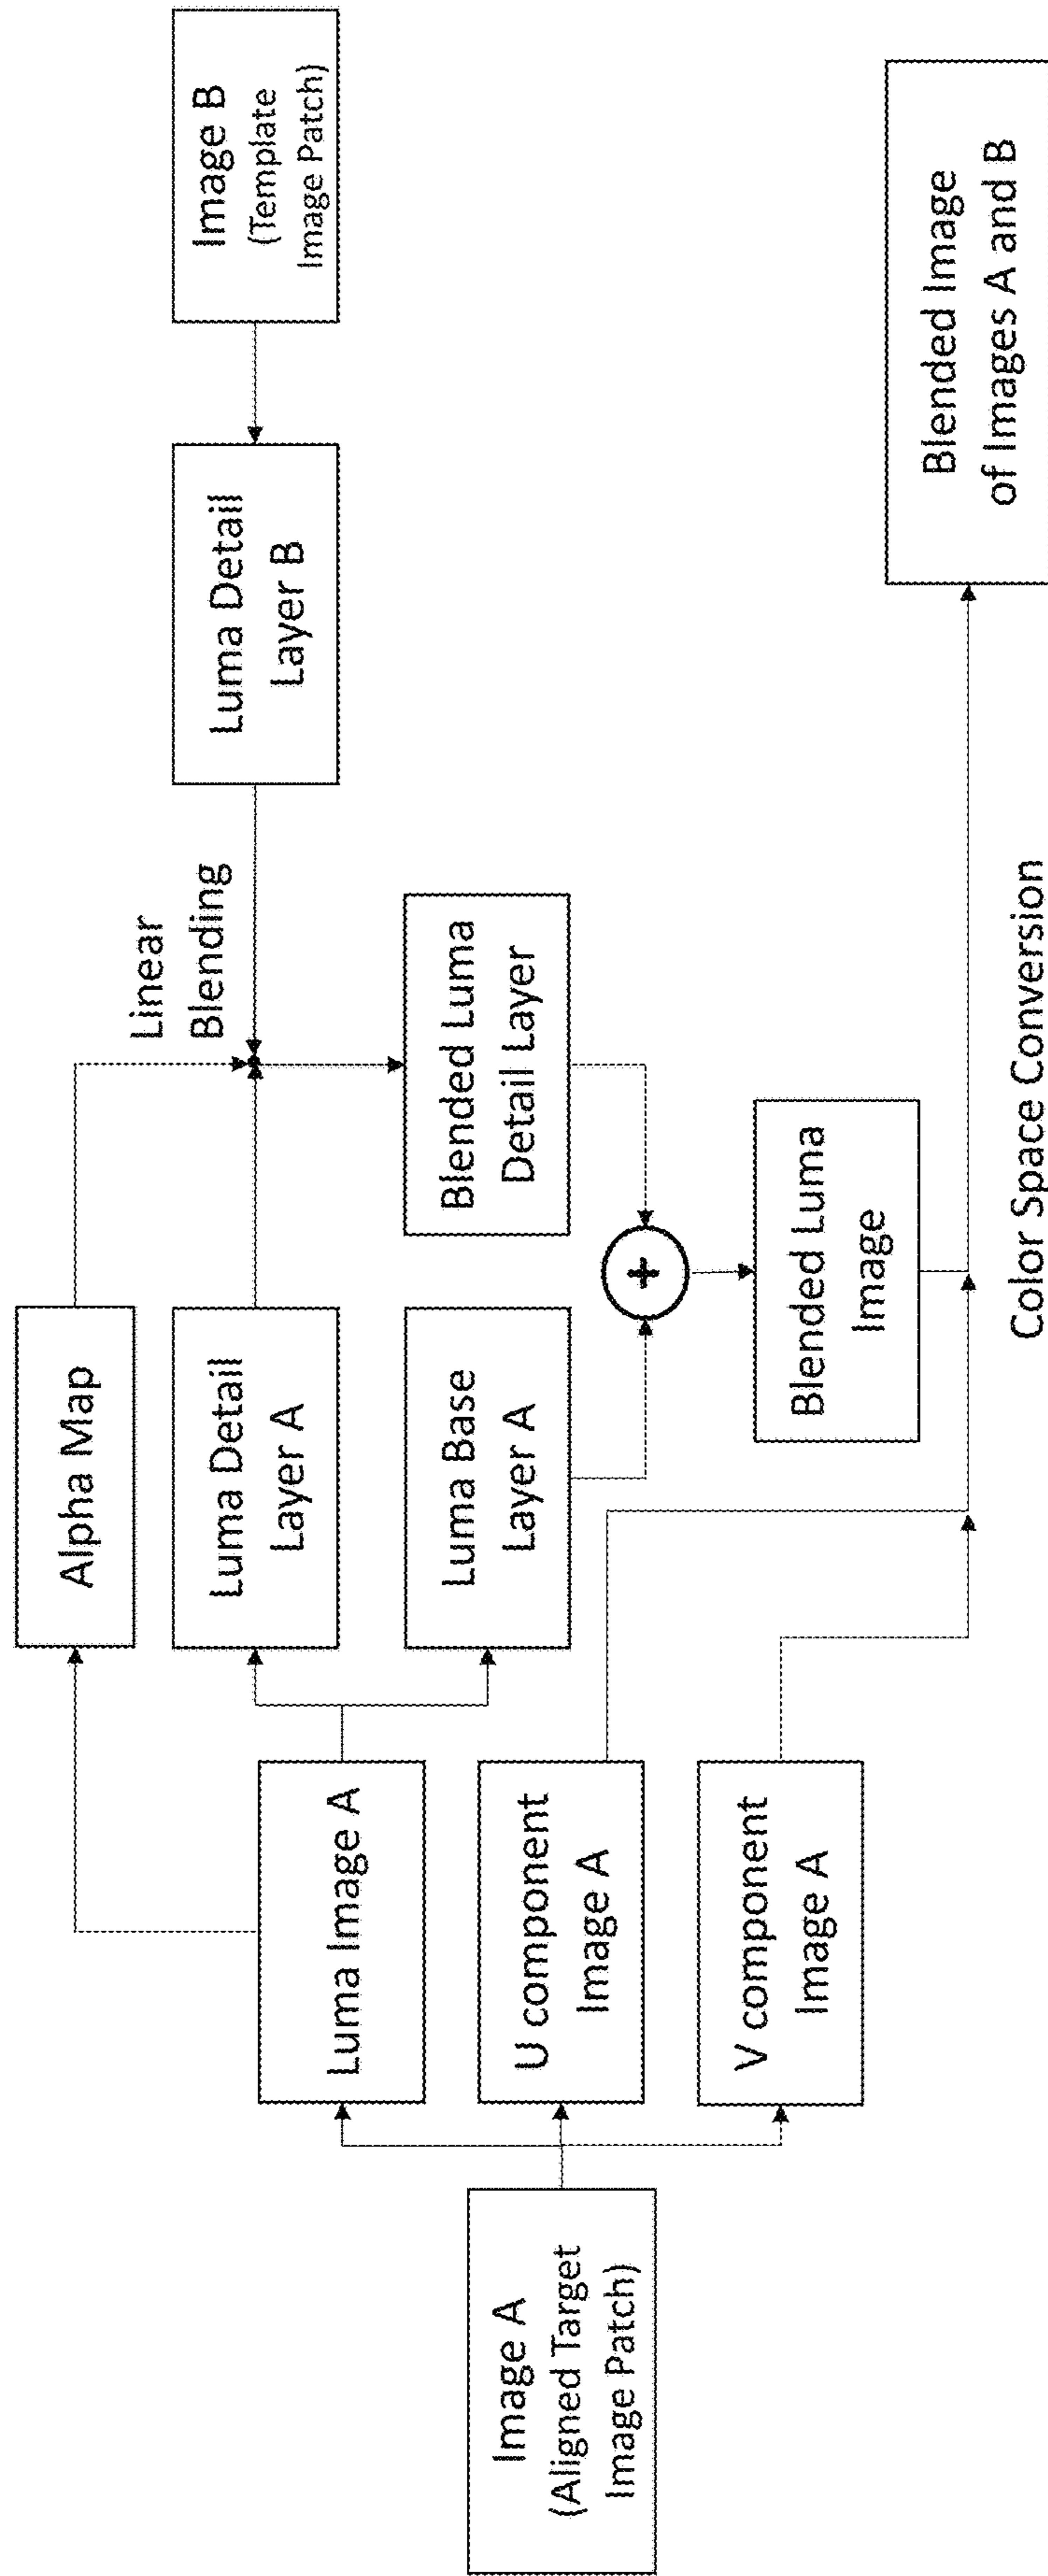 Image A
(Aligned Target
Image Patch)
Luma Image A
U component
Image A
V component
Image A
Alpha Map
Luma Detail
Layer A
Luma Base
Layer A
Linear
Blending
Blended Luma
Detail Layer
+
Blended Luma
Image
Luma Detail
Layer B
Image B
(Template
Image Patch)
Color Space Conversion
Blended Image
of Images A and B